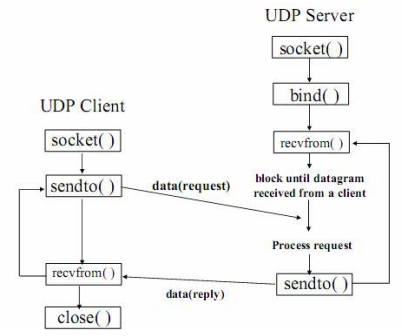 UDP Server
socket( )
bind( )
UDP Client
socket( )
recvfrom( )
block until datagram
received from a client
sendto( )
data(request)
Process request
recvfrom( )
data(reply)
sendto( )
close( )